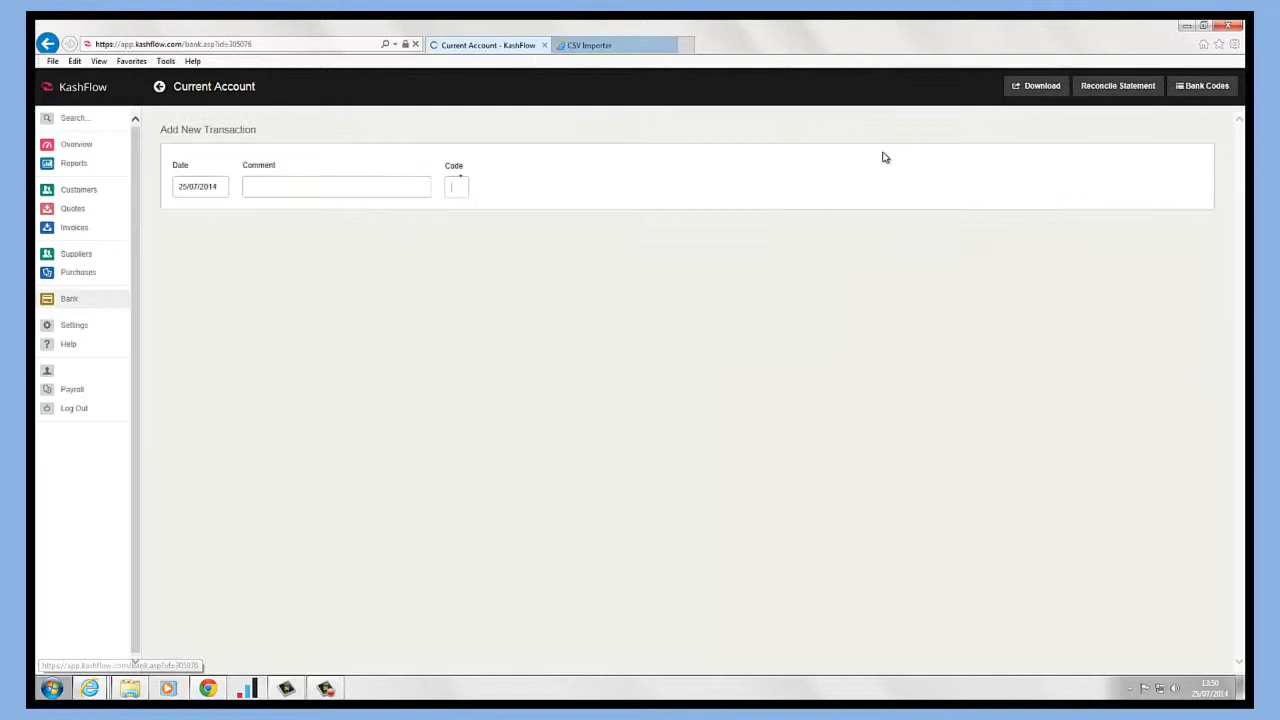 https://app.kashflow.com/bank.asp?id=305076
Current Account - KashFlow
CSV Importer
File Edit View Favorites Tools Help
KashFlow
Current Account
Download
Reconcile Statement
Bank Codes
Search...
Overview
Reports
Customers
Quotes
Invoices
Suppliers
Purchases
Bank
Settings
Help
Payroll
Log Out
Add New Transaction
Date
Comment
Code
25/07/2014
https://app.kashflow.com/bank.asp?id=305076
13:50
25/07/2014